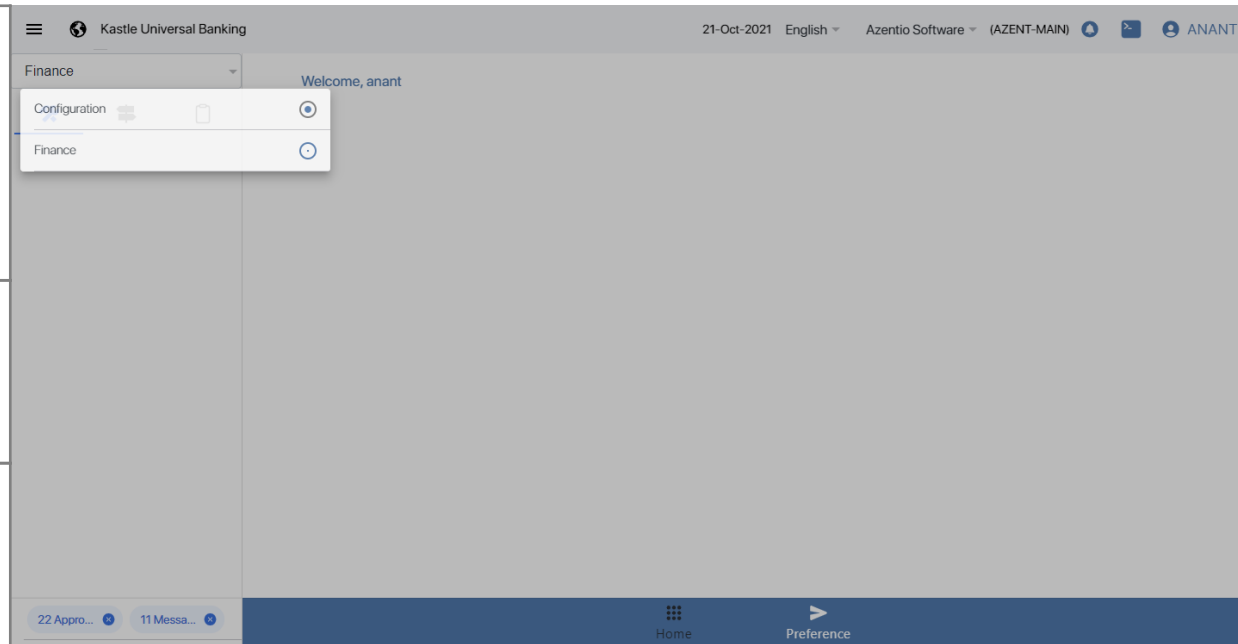 Kastle Universal Banking 21-Oct-2021 English Azentio Software (AZENT-MAIN) ANANT
Finance
Welcome, anant
Configuration
Finance
22 Appro... 11 Messa...
Home Preference